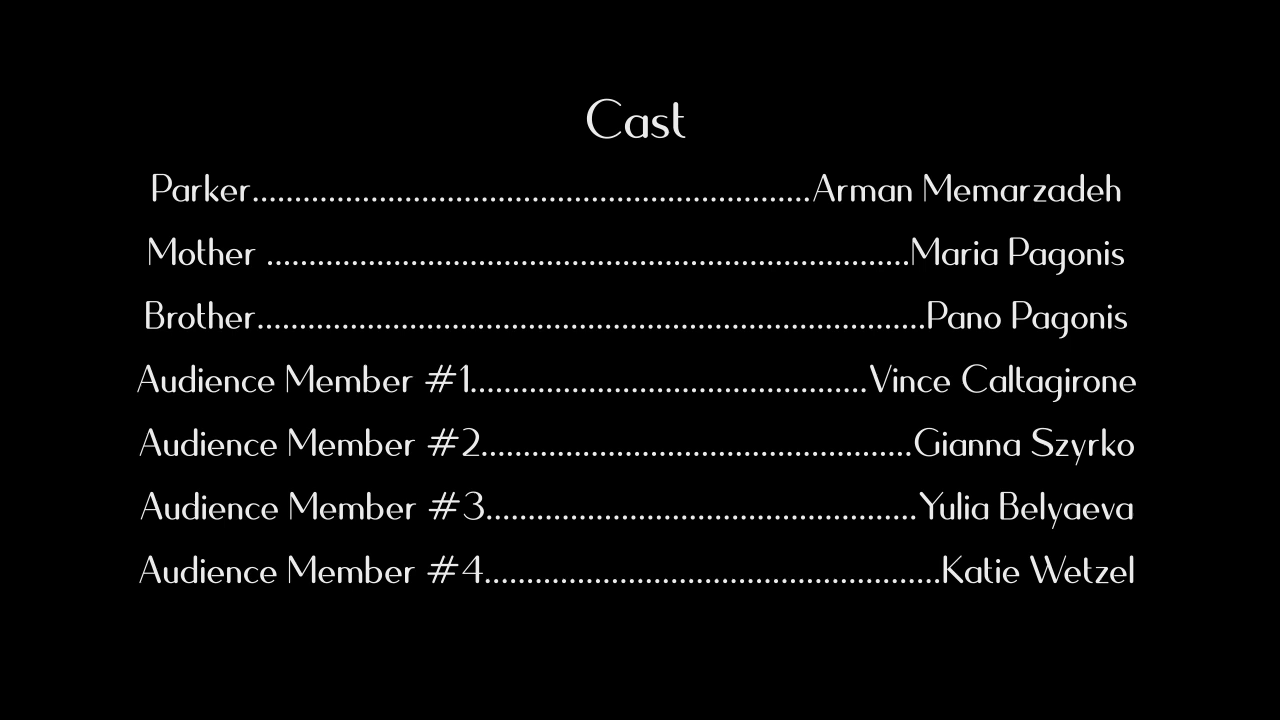 Cast
Parker..................................................................Arman Memarzadeh
Mother ............................................................................Maria Pagonis
Brother...............................................................................Pano Pagonis
Audience Member #1...............................................Vince Caltagirone
Audience Member #2...................................................Gianna Szyrko
Audience Member #3...................................................Yulia Belyaeva
Audience Member #4......................................................Katie Wetzel